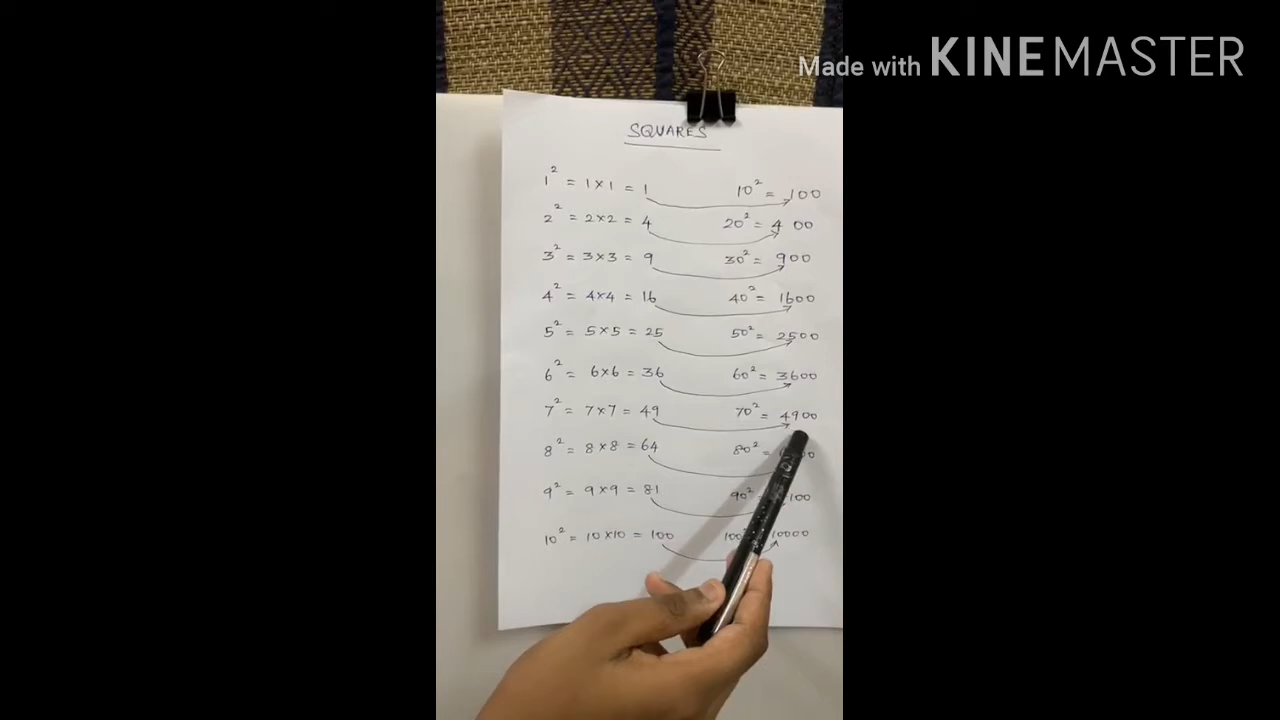 Made with KINEMASTER
SQUARES
1² = 1×1 = 1 10² = 100
2² = 2×2 = 4 20² = 400
3² = 3×3 = 9 30² = 900
4² = 4×4 = 16 40² = 1600
5² = 5×5 = 25 50² = 2500
6² = 6×6 = 36 60² = 3600
7² = 7×7 = 49 70² = 4900
8² = 8×8 = 64 80² =
9² = 9×9 = 81 90²
10² = 10×10 = 100 100² 10000